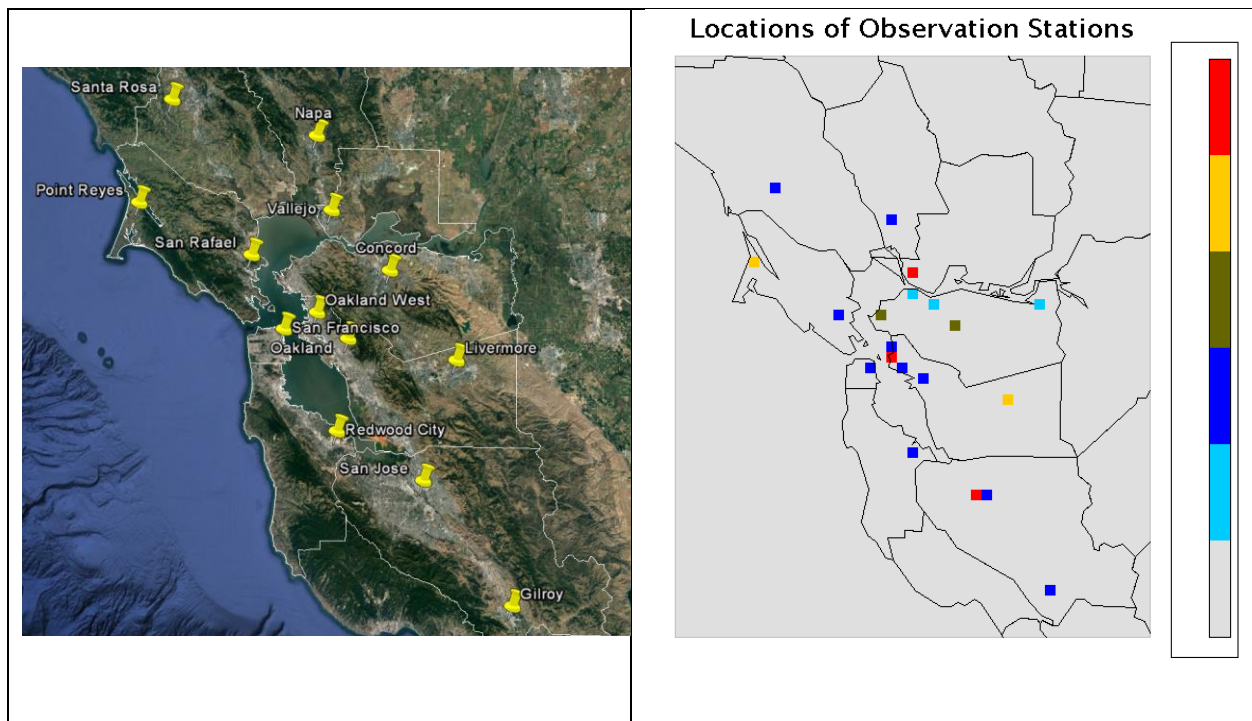 Santa Rosa
Napa
Point Reyes
Vallejo
San Rafael
Concord
Oakland West
San Francisco
Oakland
Livermore
Redwood City
San Jose
Gilroy
Locations of Observation Stations